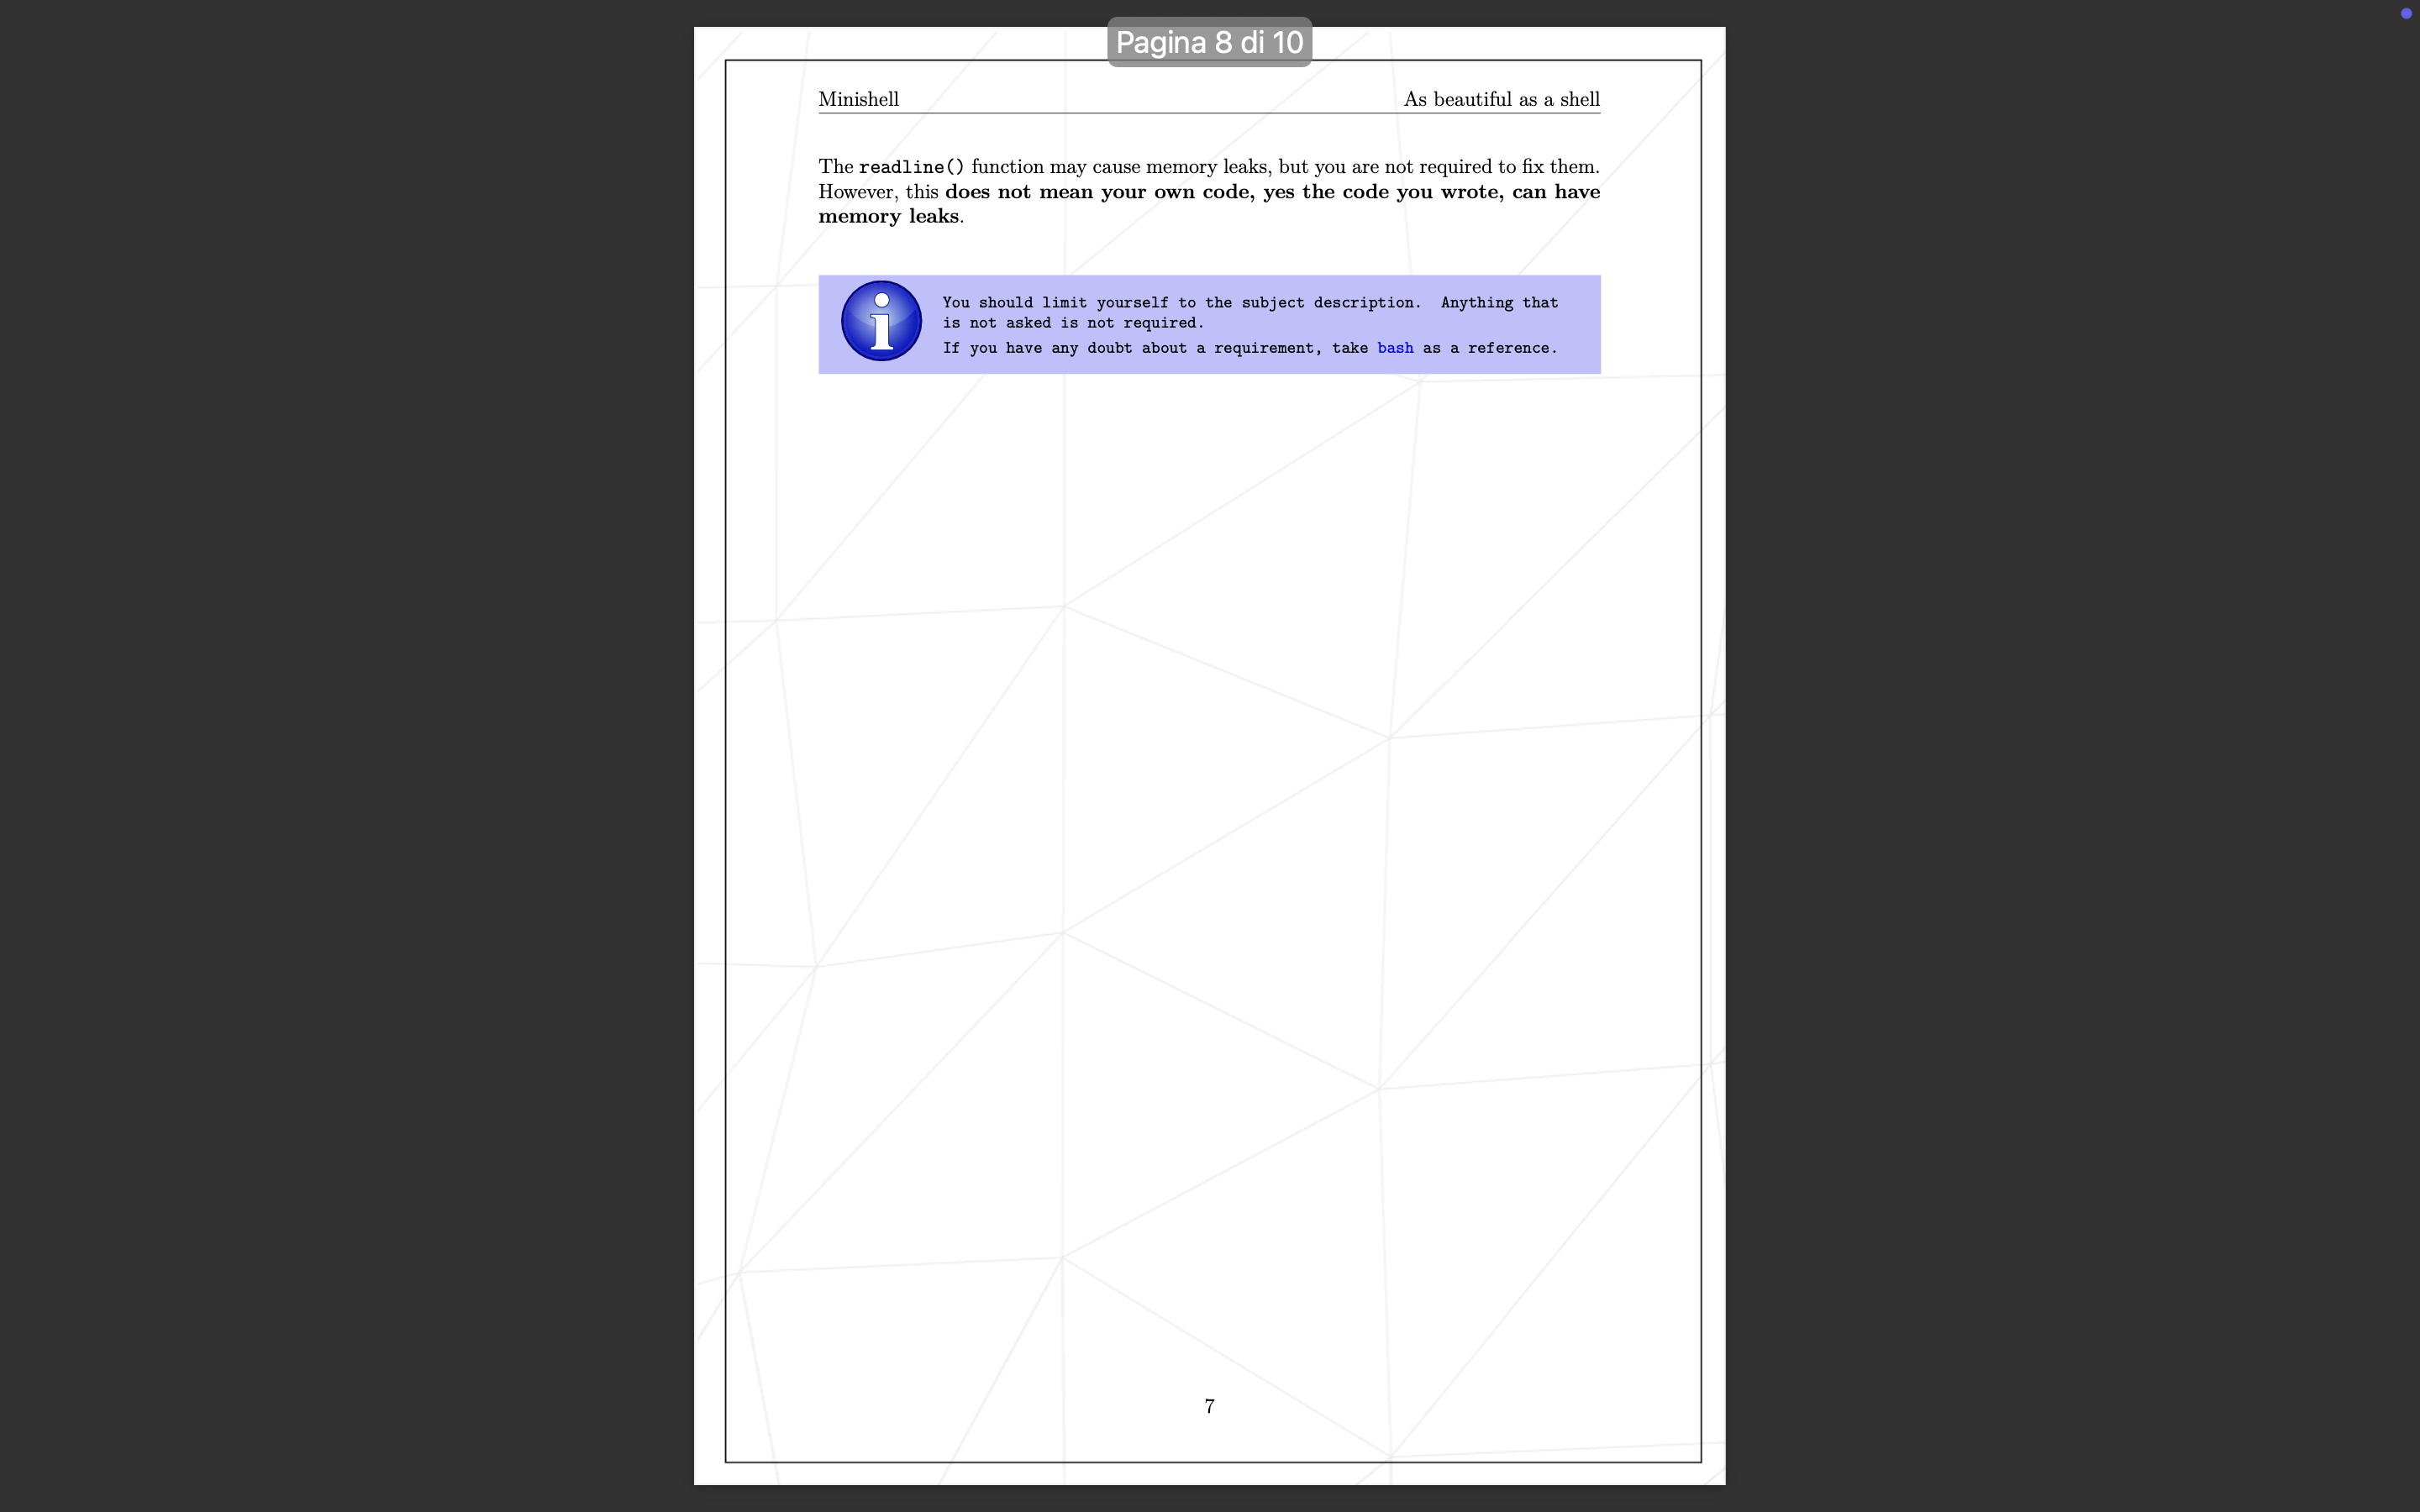 Pagina 8 di 10
Minishell As beautiful as a shell
The readline() function may cause memory leaks, but you are not required to fix them.
However, this does not mean your own code, yes the code you wrote, can have
memory leaks.
You should limit yourself to the subject description. Anything that
is not asked is not required.
If you have any doubt about a requirement, take bash as a reference.
7